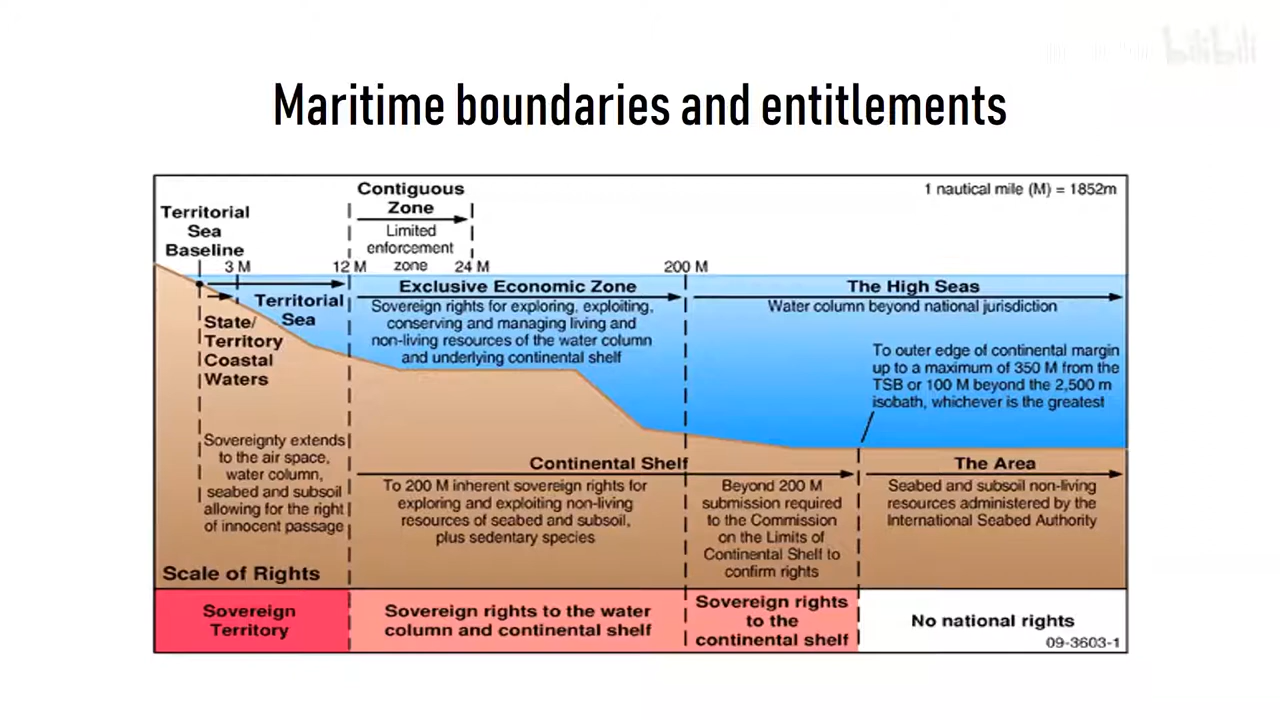 bilibili
Maritime boundaries and entitlements
Contiguous
Zone
Limited
enforcement
zone
1 nautical mile (M) = 1852m
Territorial
Sea
Baseline
3 M
12 M
24 M
200 M
Territorial
Sea
State/
Territory
Coastal
Waters
Exclusive Economic Zone
Sovereign rights for exploring, exploiting,
conserving and managing living and
non-living resources of the water column
and underlying continental shelf
The High Seas
Water column beyond national jurisdiction
To outer edge of continental margin
up to a maximum of 350 M from the
TSB or 100 M beyond the 2,500 m
isobath, whichever is the greatest
Sovereignty extends
to the air space,
water column,
seabed and subsoil
allowing for the right
of innocent passage
Continental Shelf
To 200 M inherent sovereign rights for
exploring and exploiting non-living
resources of seabed and subsoil,
plus sedentary species
Beyond 200 M
submission required
to the Commission
on the Limits of
Continental Shelf to
confirm rights
The Area
Seabed and subsoil non-living
resources administered by the
International Seabed Authority
Scale of Rights
Sovereign
Territory
Sovereign rights to the water
column and continental shelf
Sovereign rights
to the
continental shelf
No national rights
09-3603-1